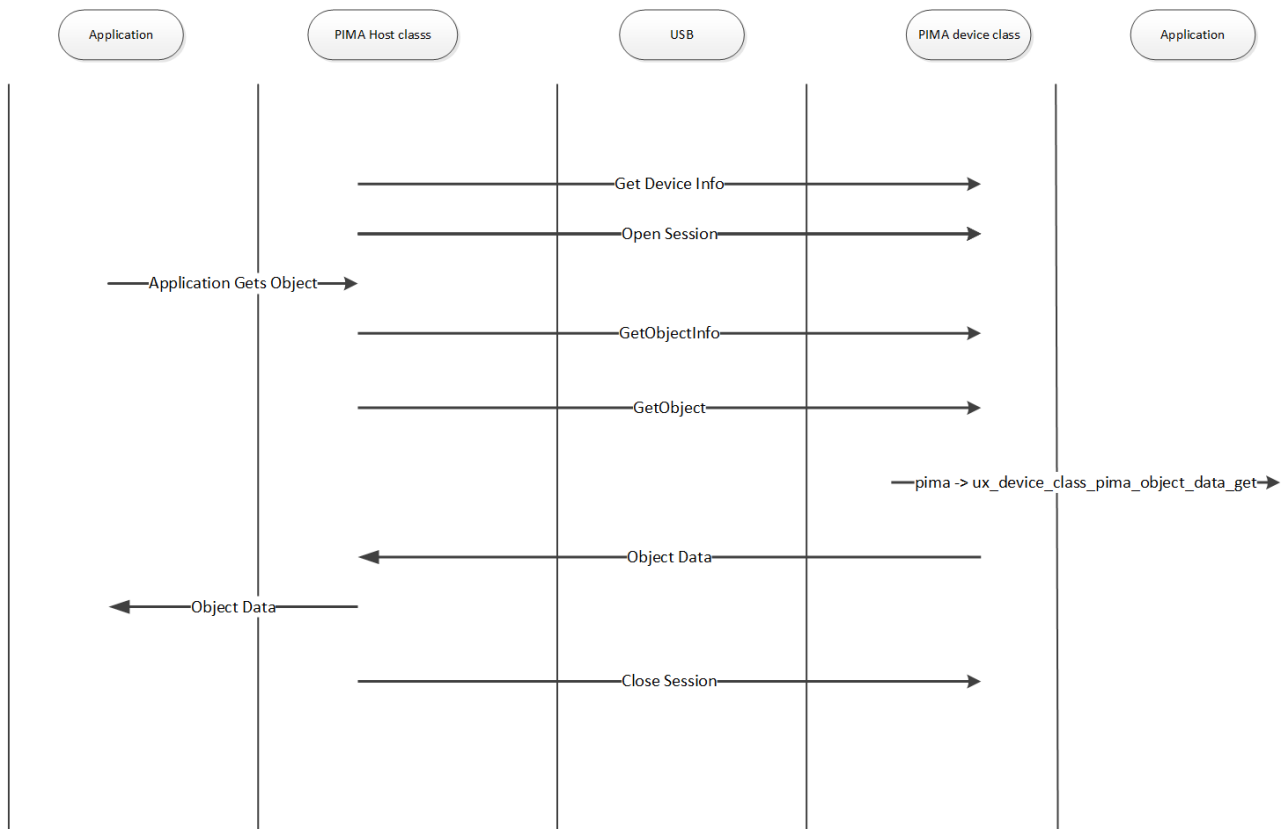 Application
PIMA Host classs
USB
PIMA device class
Application
Get Device Info
Open Session
Application Gets Object
GetObjectInfo
GetObject
pima -> ux_device_class_pima_object_data_get
Object Data
Object Data
Close Session